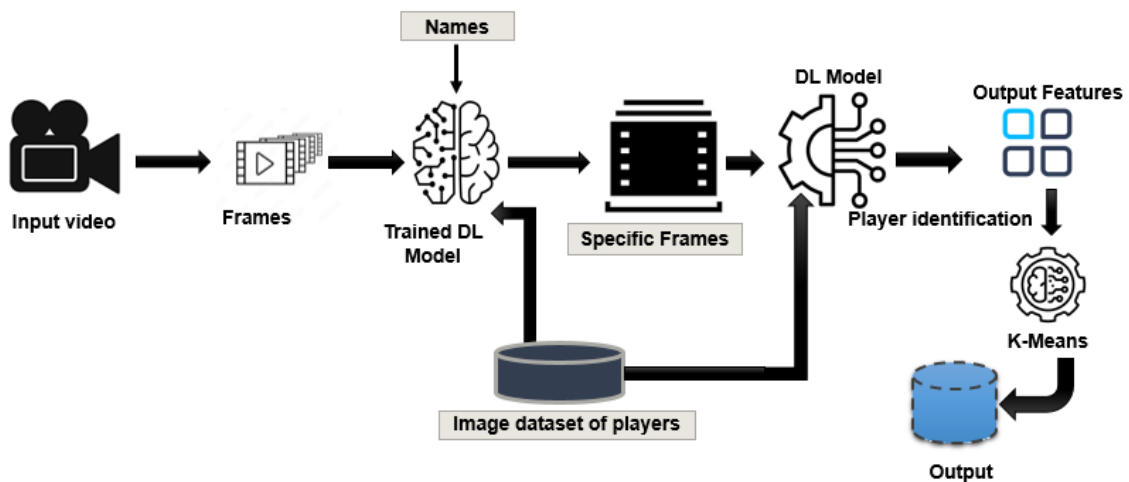 Names
DL Model
Output Features
Input video
Frames
Trained DL
Model
Specific Frames
Player identification
K-Means
Image dataset of players
Output